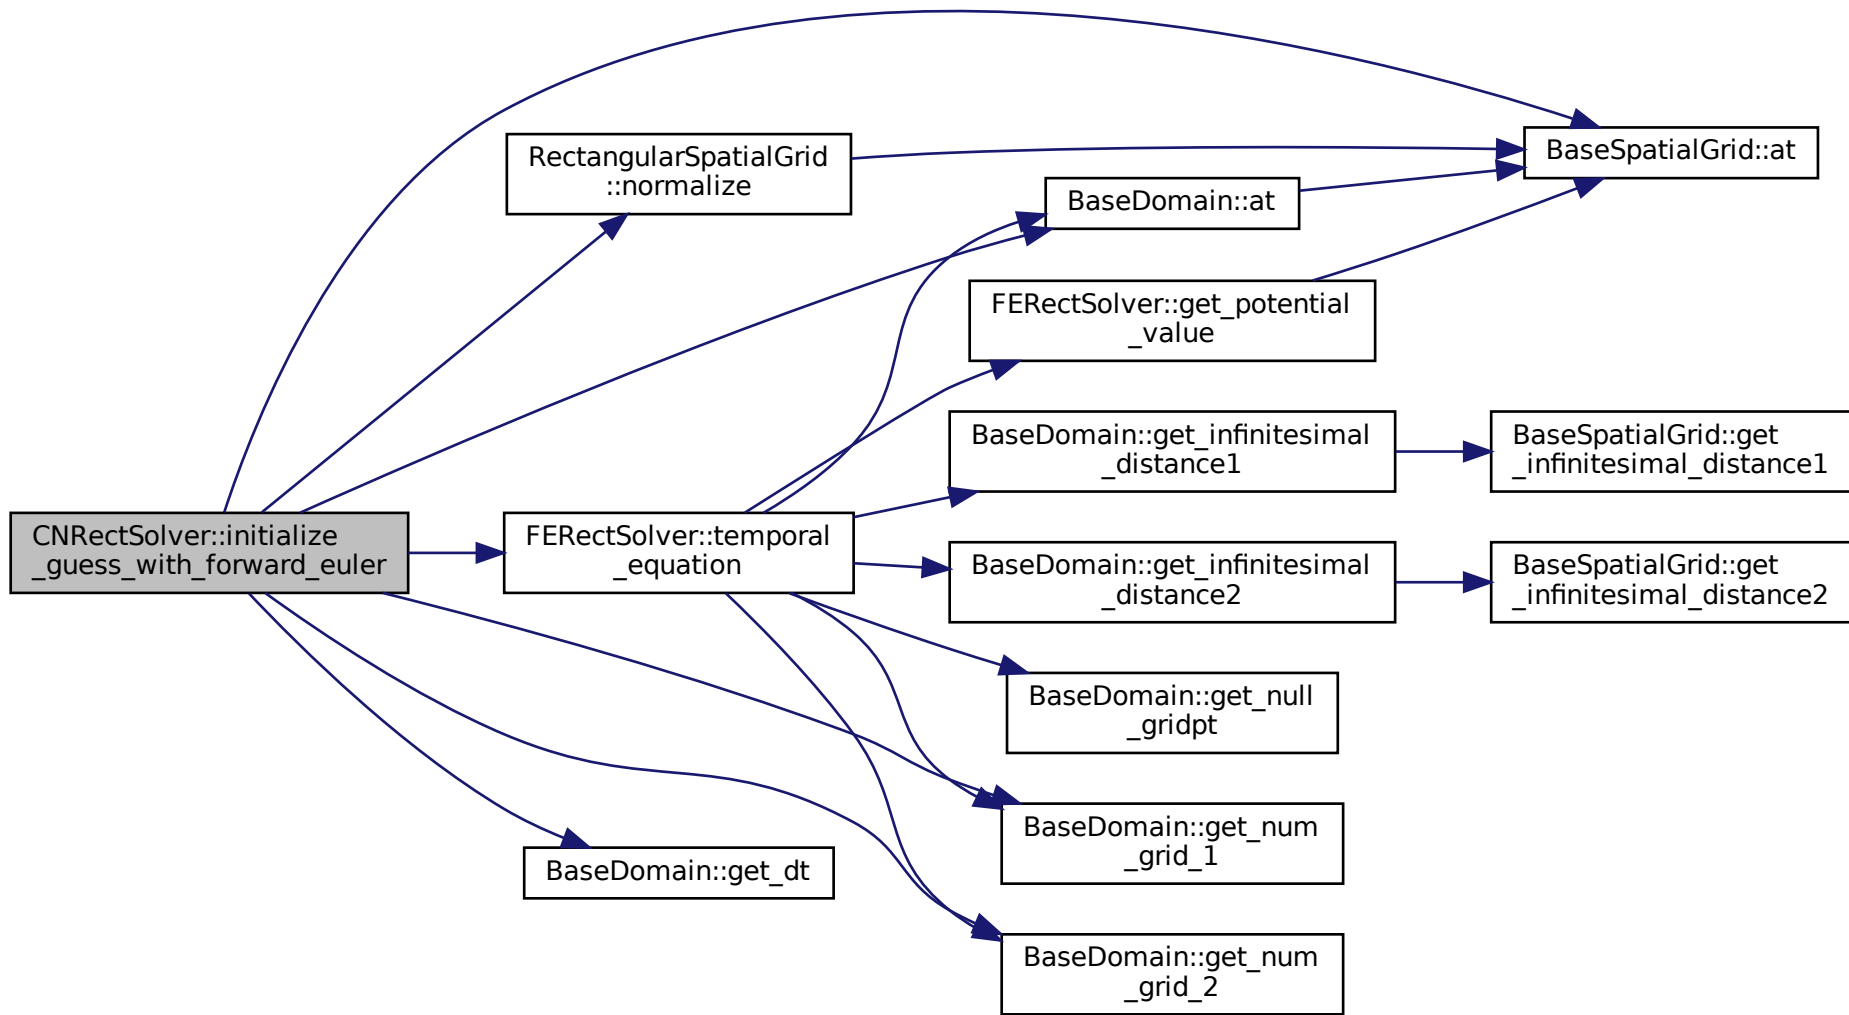 CNRectSolver::initialize
_guess_with_forward_euler
RectangularSpatialGrid
::normalize
FERectSolver::temporal
_equation
BaseDomain::get_dt
BaseDomain::at
FERectSolver::get_potential
_value
BaseDomain::get_infinitesimal
_distance1
BaseDomain::get_infinitesimal
_distance2
BaseDomain::get_null
_gridpt
BaseDomain::get_num
_grid_1
BaseDomain::get_num
_grid_2
BaseSpatialGrid::at
BaseSpatialGrid::get
_infinitesimal_distance1
BaseSpatialGrid::get
_infinitesimal_distance2